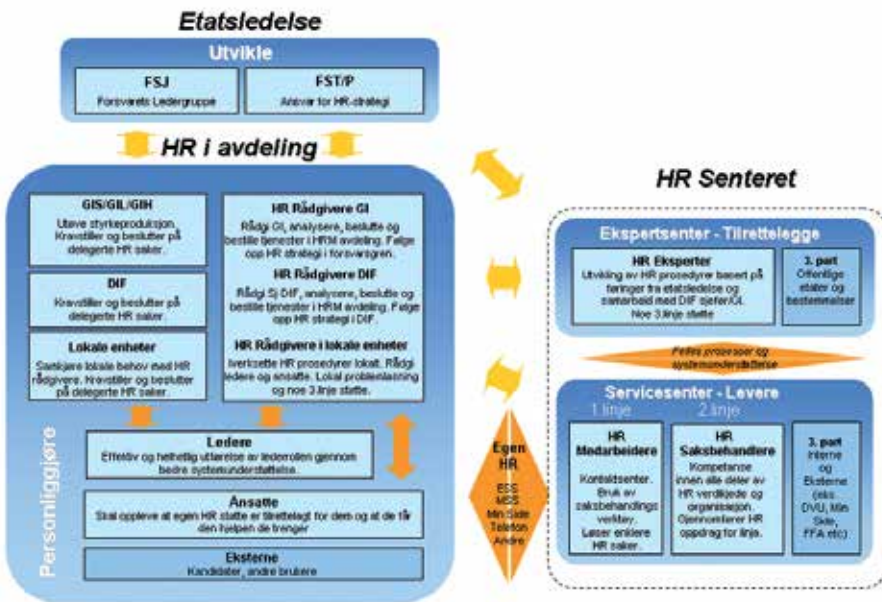 Etatsledelse
Utvikle
FSJ
Forsvarets Ledergruppe
FST/P
Ansvar for HR-strategi
HR i avdeling
GIS/GIL/GIH
Utøve styrkeproduksjon.
Kravstiller og beslutter på
delegerte HR saker.
DIF
Kravstiller og beslutter på
delegerte HR saker.
Lokale enheter
Samkjøre lokale behov med HR
rådgivere. Kravstiller og beslutter
på delegerte HR saker.
HR Rådgivere GI
Rådgi GI, analysere, beslutte og
bestille tjenester i HRM avdeling. Følge
opp HR strategi i forsvarsgren.
HR Rådgivere DIF
Rådgi Sj DIF, analysere, beslutte og
bestille tjenester i HRM avdeling. Følge
opp HR strategi i DIF.
HR Rådgivere i lokale enheter
Iverksette HR prosedyrer lokalt. Rådgi
ledere og ansatte. Lokal problemløsning
og noe 3.linje støtte.
Personliggjøre
Ledere
Effektiv og helhetlig utførelse av lederrollen gjennom
bedre systemunderstøttelse.
Ansatte
Skal oppleve at egen HR støtte er tilrettelagt for dem og at de får
den hjelpen de trenger
Eksterne
Kandidater, andre brukere
Egen
HR
ESS
MSS
Min Side
Telefon
Andre
HR Senteret
Ekspertsenter - Tilrettelegge
HR Eksperter
Utvikling av HR prosedyrer basert på
føringer fra etatsledelse og
samarbeid med DIF sjefer/GI.
Noe 3.linje støtte
3. part
Offentlige
etater og
bestemmelser
Felles prosesser og
systemunderstøttelse
Servicesenter - Levere
1.linje
2.linje
HR
Medarbeidere
Kontaktsenter.
Bruk av
saksbehandlings
verktøy.
Løser enklere
HR saker.
HR
Saksbehandlere
Kompetanse
innen alle deler av
HR verdikjede og
organisasjon.
Gjennomfører HR
oppdrag for linja.
3. part
Interne
og
Eksterne
(eks
DVU, Min
Side,
FFA etc)